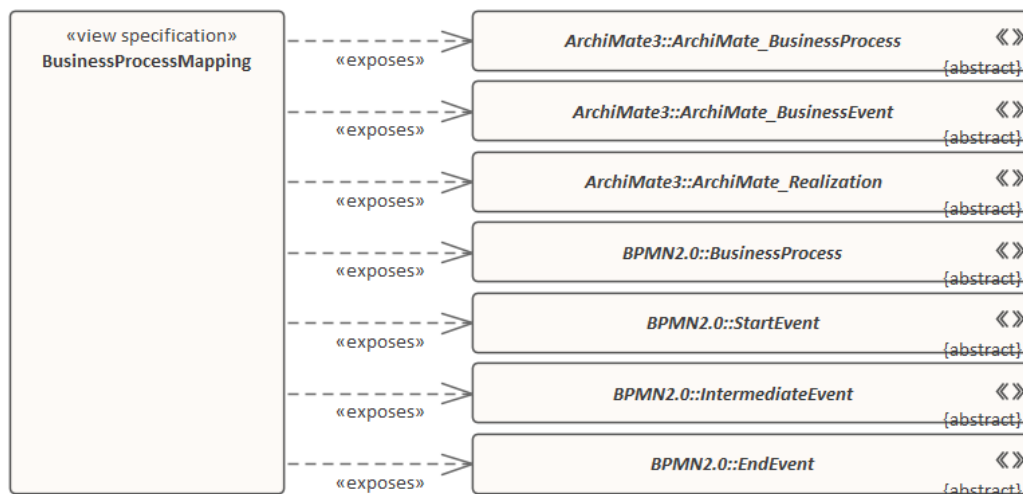 «view specification»
BusinessProcessMapping
«exposes»
ArchiMate3::ArchiMate_BusinessProcess
{abstract}
«exposes»
ArchiMate3::ArchiMate_BusinessEvent
{abstract}
«exposes»
ArchiMate3::ArchiMate_Realization
{abstract}
«exposes»
BPMN2.0::BusinessProcess
{abstract}
«exposes»
BPMN2.0::StartEvent
{abstract}
«exposes»
BPMN2.0::IntermediateEvent
{abstract}
«exposes»
BPMN2.0::EndEvent
{abstract}